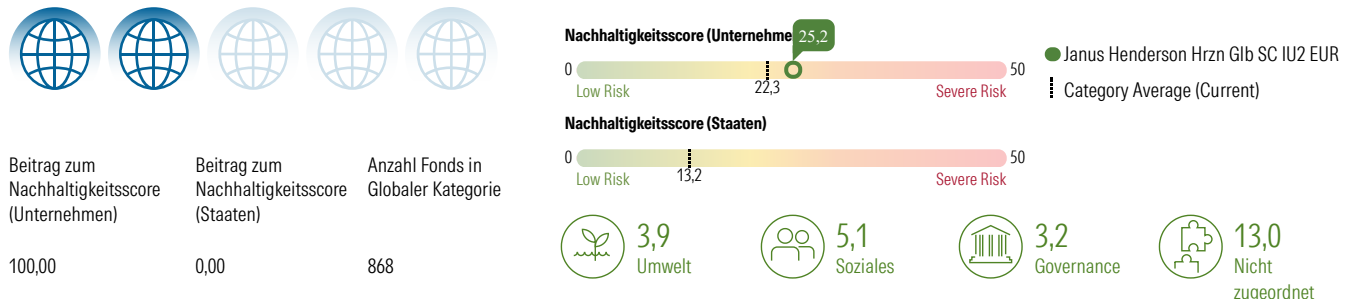 Beitrag zum
Nachhaltigkeitsscore
(Unternehmen)
100,00
Beitrag zum
Nachhaltigkeitsscore
(Staaten)
0,00
Anzahl Fonds in
Globaler Kategorie
868
Nachhaltigkeitsscore (Unternehme
25,2
0
50
Low Risk
22,3
Severe Risk
Janus Henderson Hrzn Glb SC IU2 EUR
Category Average (Current)
Nachhaltigkeitsscore (Staaten)
0
50
Low Risk
13,2
Severe Risk
3,9
Umwelt
5,1
Soziales
3,2
Governance
13,0
Nicht
zugeordnet